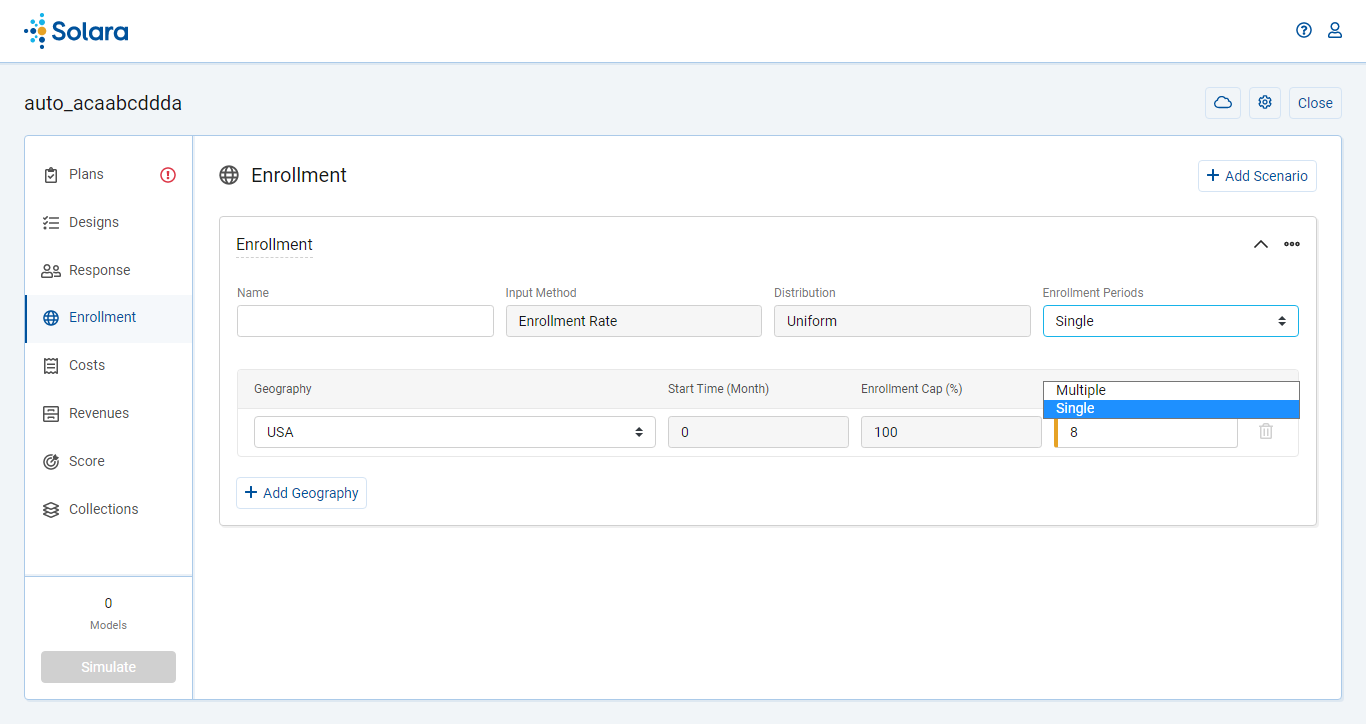 Solara
auto_acaabcddda
Close
Plans
Designs
Response
Enrollment
Costs
Revenues
Score
Collections
0
Models
Simulate
Enrollment
Add Scenario
Enrollment
Name
Input Method
Distribution
Enrollment Periods
Enrollment Rate
Uniform
Single
Geography
Start Time (Month)
Enrollment Cap (%)
Multiple
Single
USA
0
100
8
Add Geography